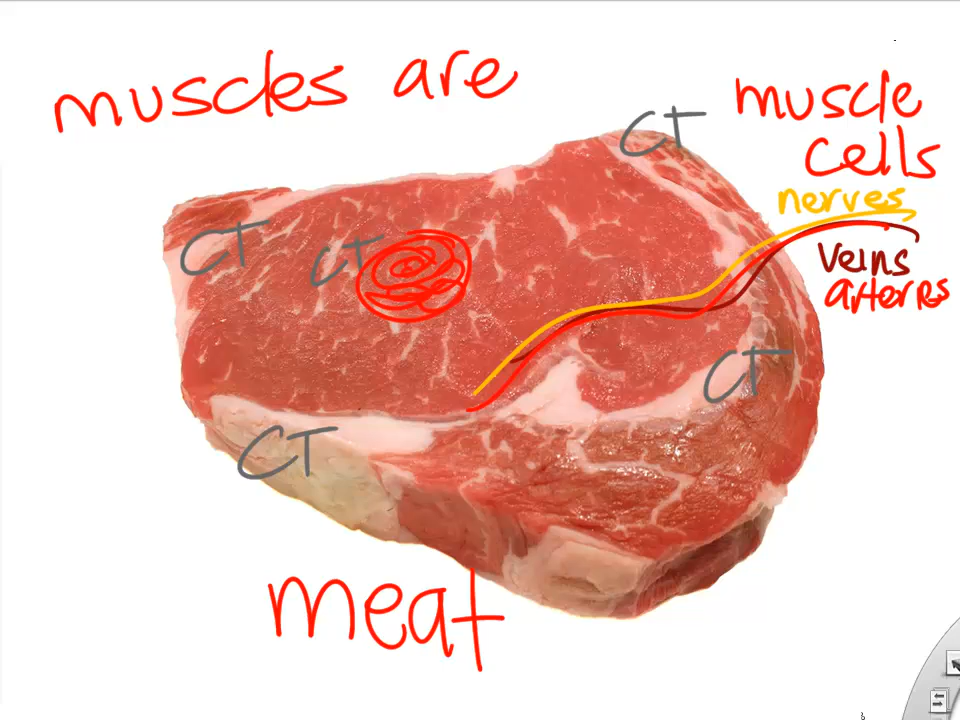 muscles are
muscle
cells
nerves
veins
arteries
CT
CT
CT
CT
CT
meat